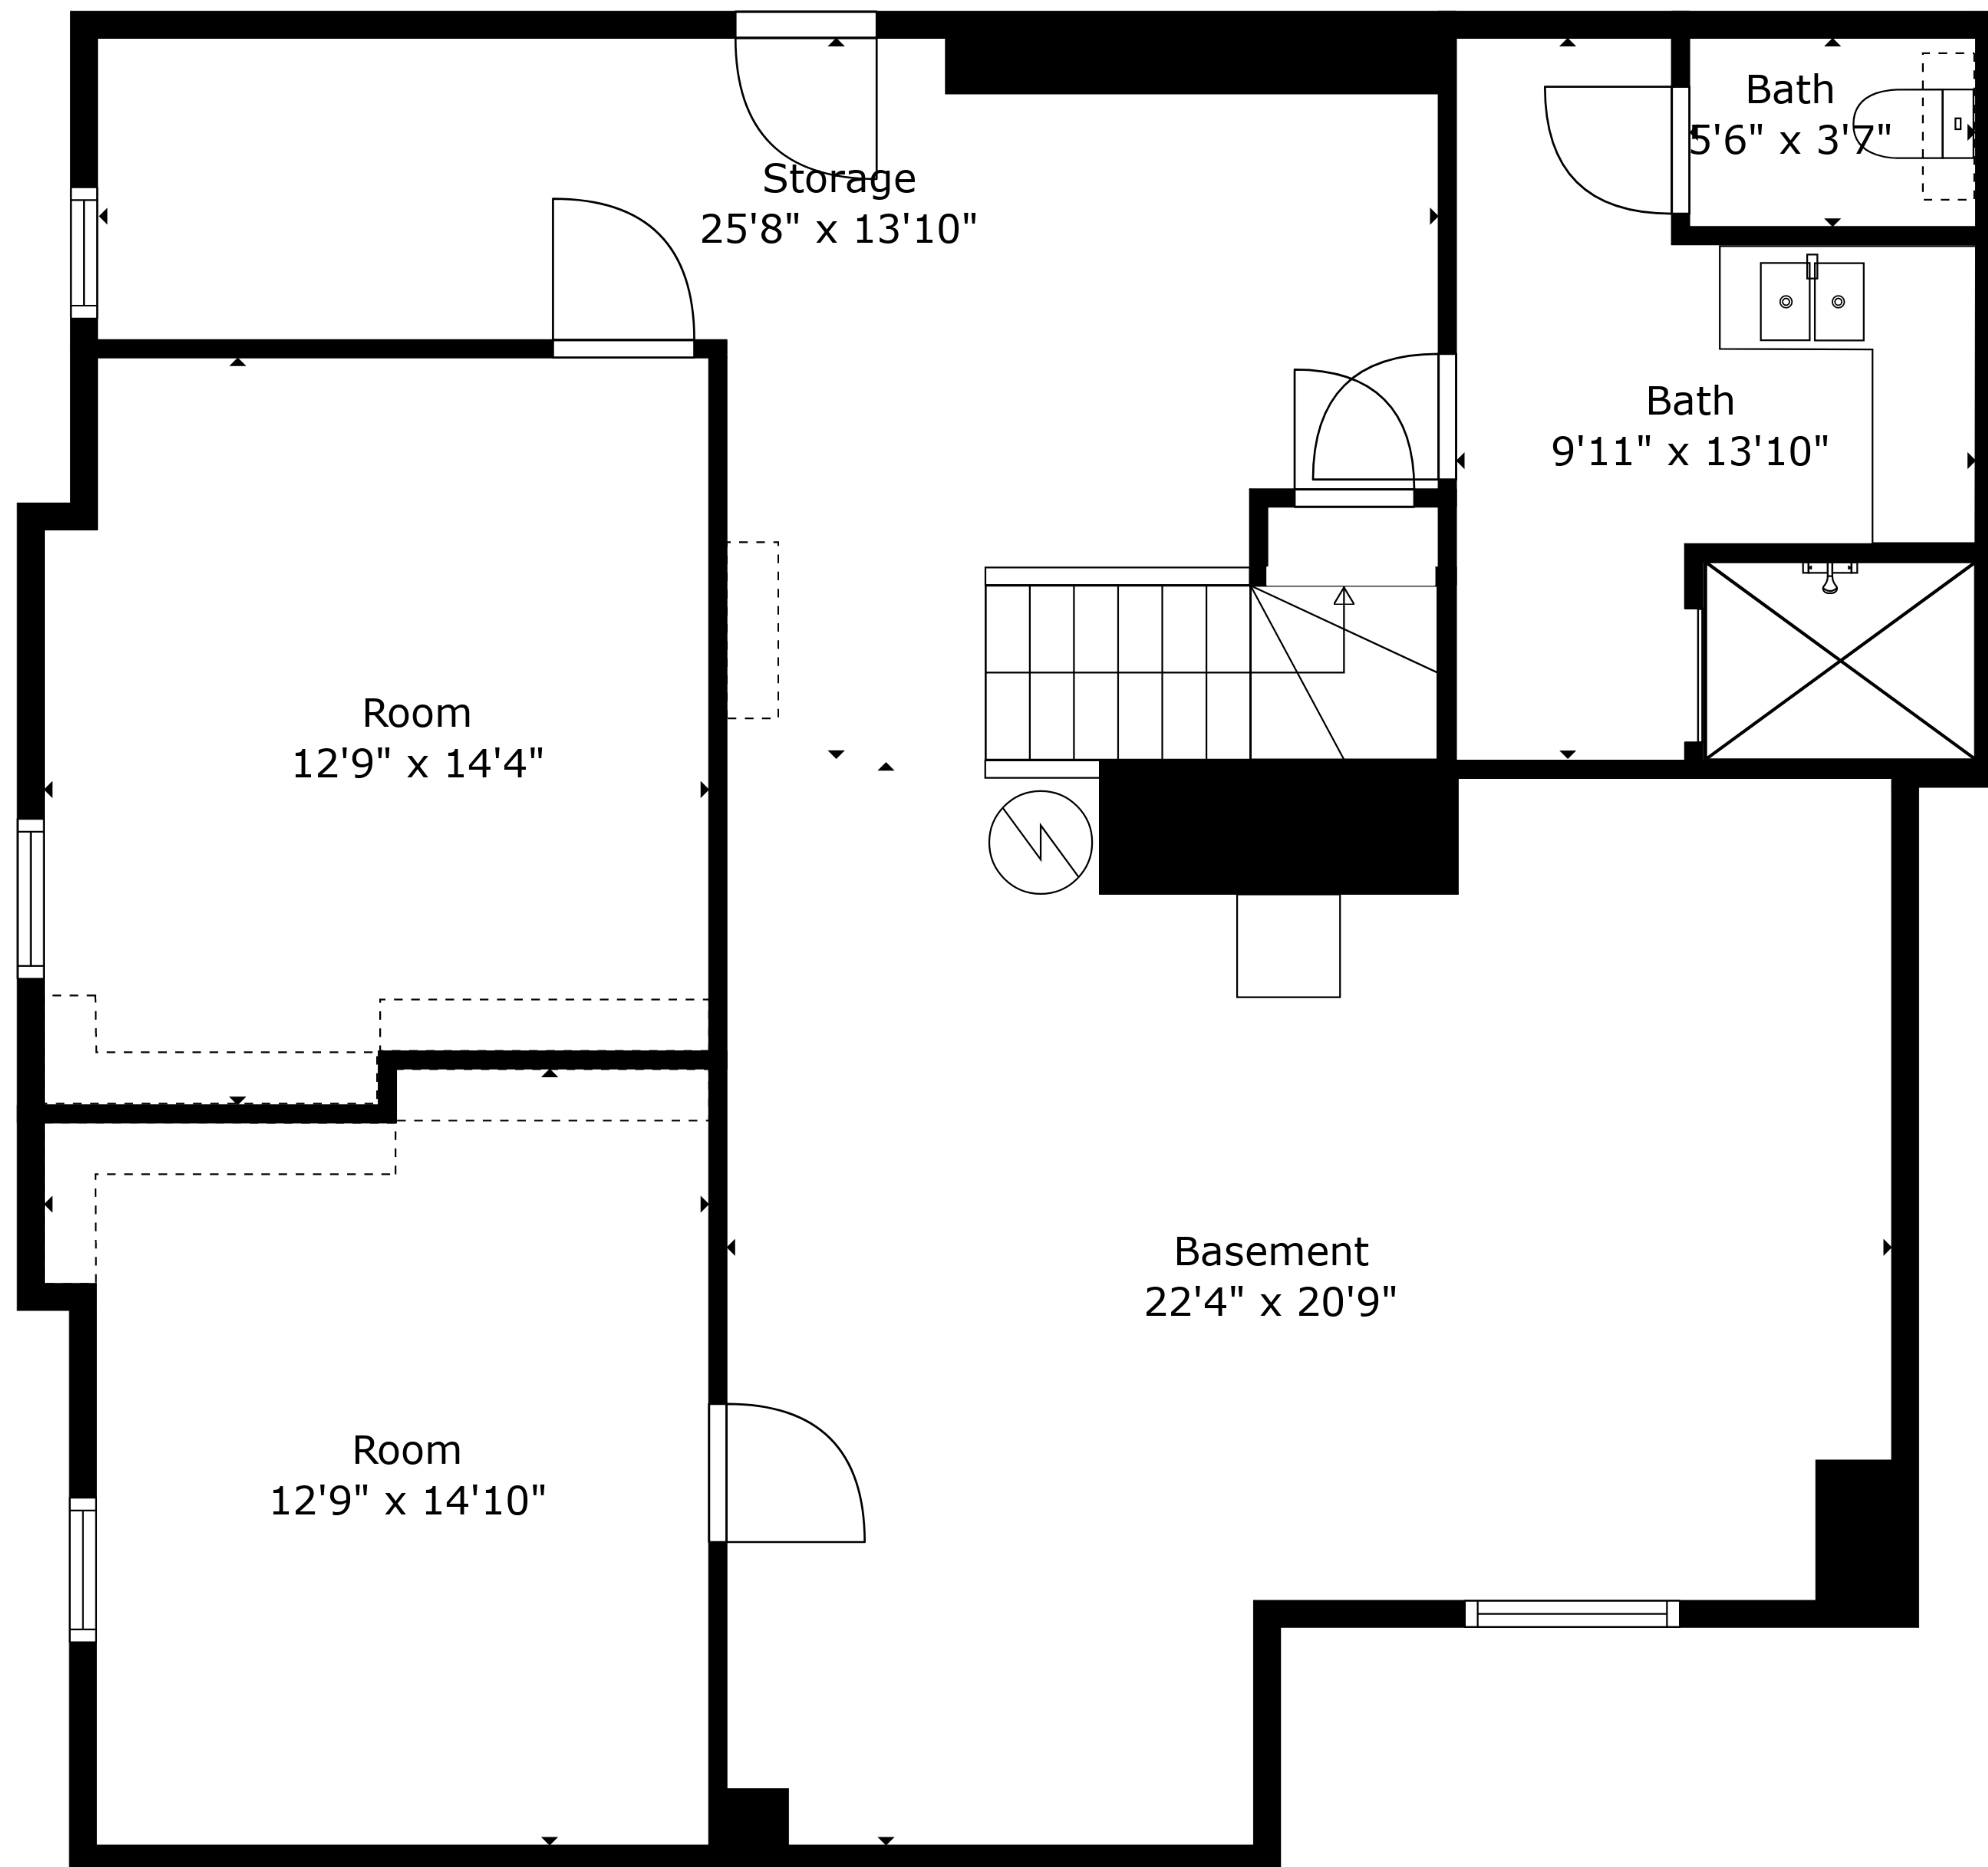 Bath
5'6" x 3'7"
Storage
25'8" x 13'10"
Bath
9'11" x 13'10"
Room
12'9" x 14'4"
Basement
22'4" x 20'9"
Room
12'9" x 14'10"